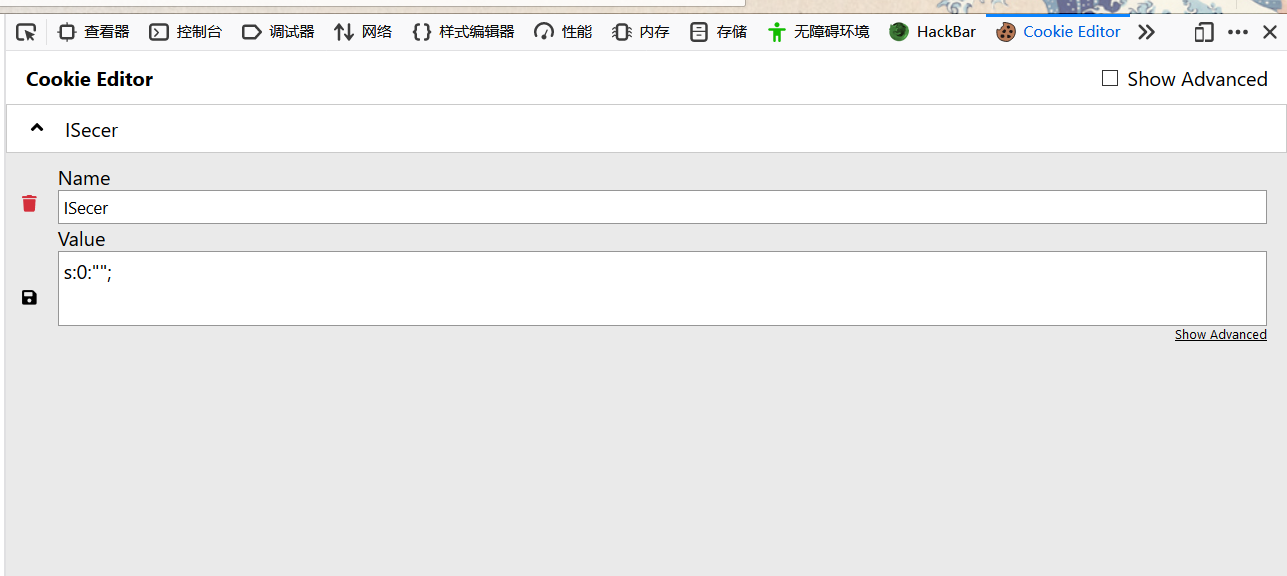 查看器 控制台 调试器 网络 样式编辑器 性能 内存 存储 无障碍环境 HackBar Cookie Editor
Cookie Editor Show Advanced
ISecer
Name
ISecer
Value
s:0:"";
Show Advanced